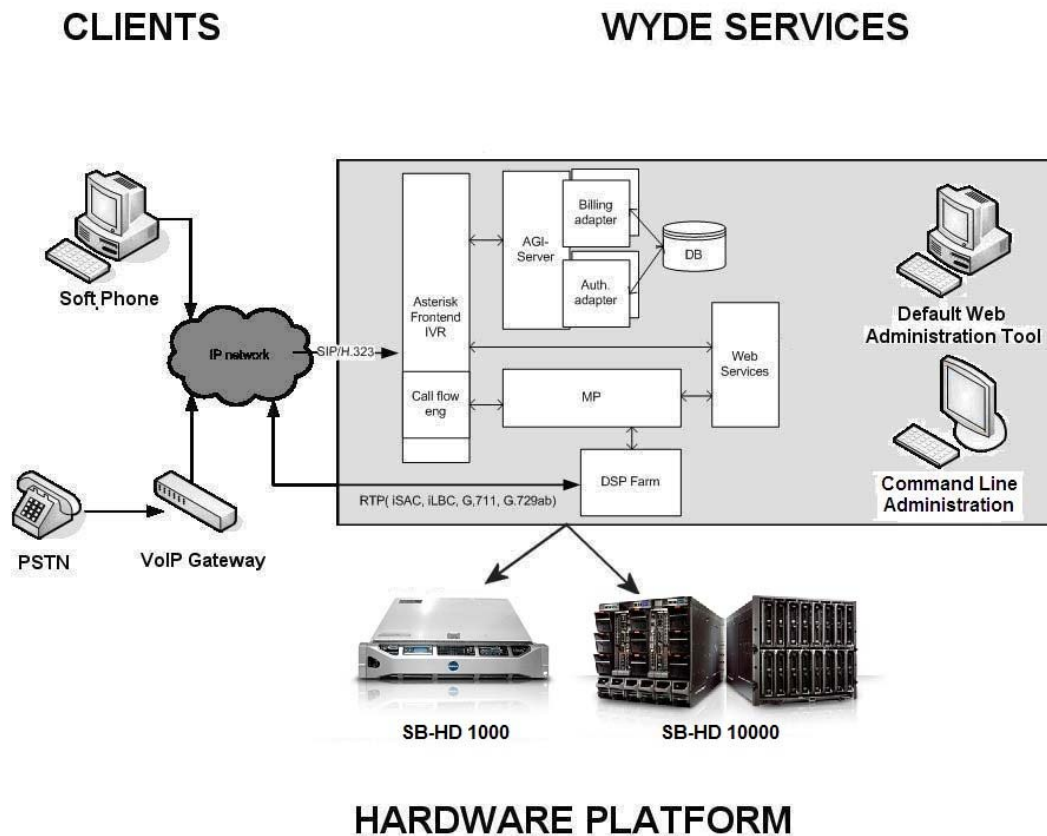 CLIENTS
WYDE SERVICES
Soft Phone
IP network
SIP/H.323
PSTN
VoIP Gateway
Asterisk
Frontend
IVR
Call flow
eng
AGI-
Server
Billing
adapter
Auth.
adapter
DB
MP
Web
Services
DSP Farm
RTP( iSAC, iLBC, G,711, G.729ab)
Default Web
Administration Tool
Command Line
Administration
SB-HD 1000
SB-HD 10000
HARDWARE PLATFORM